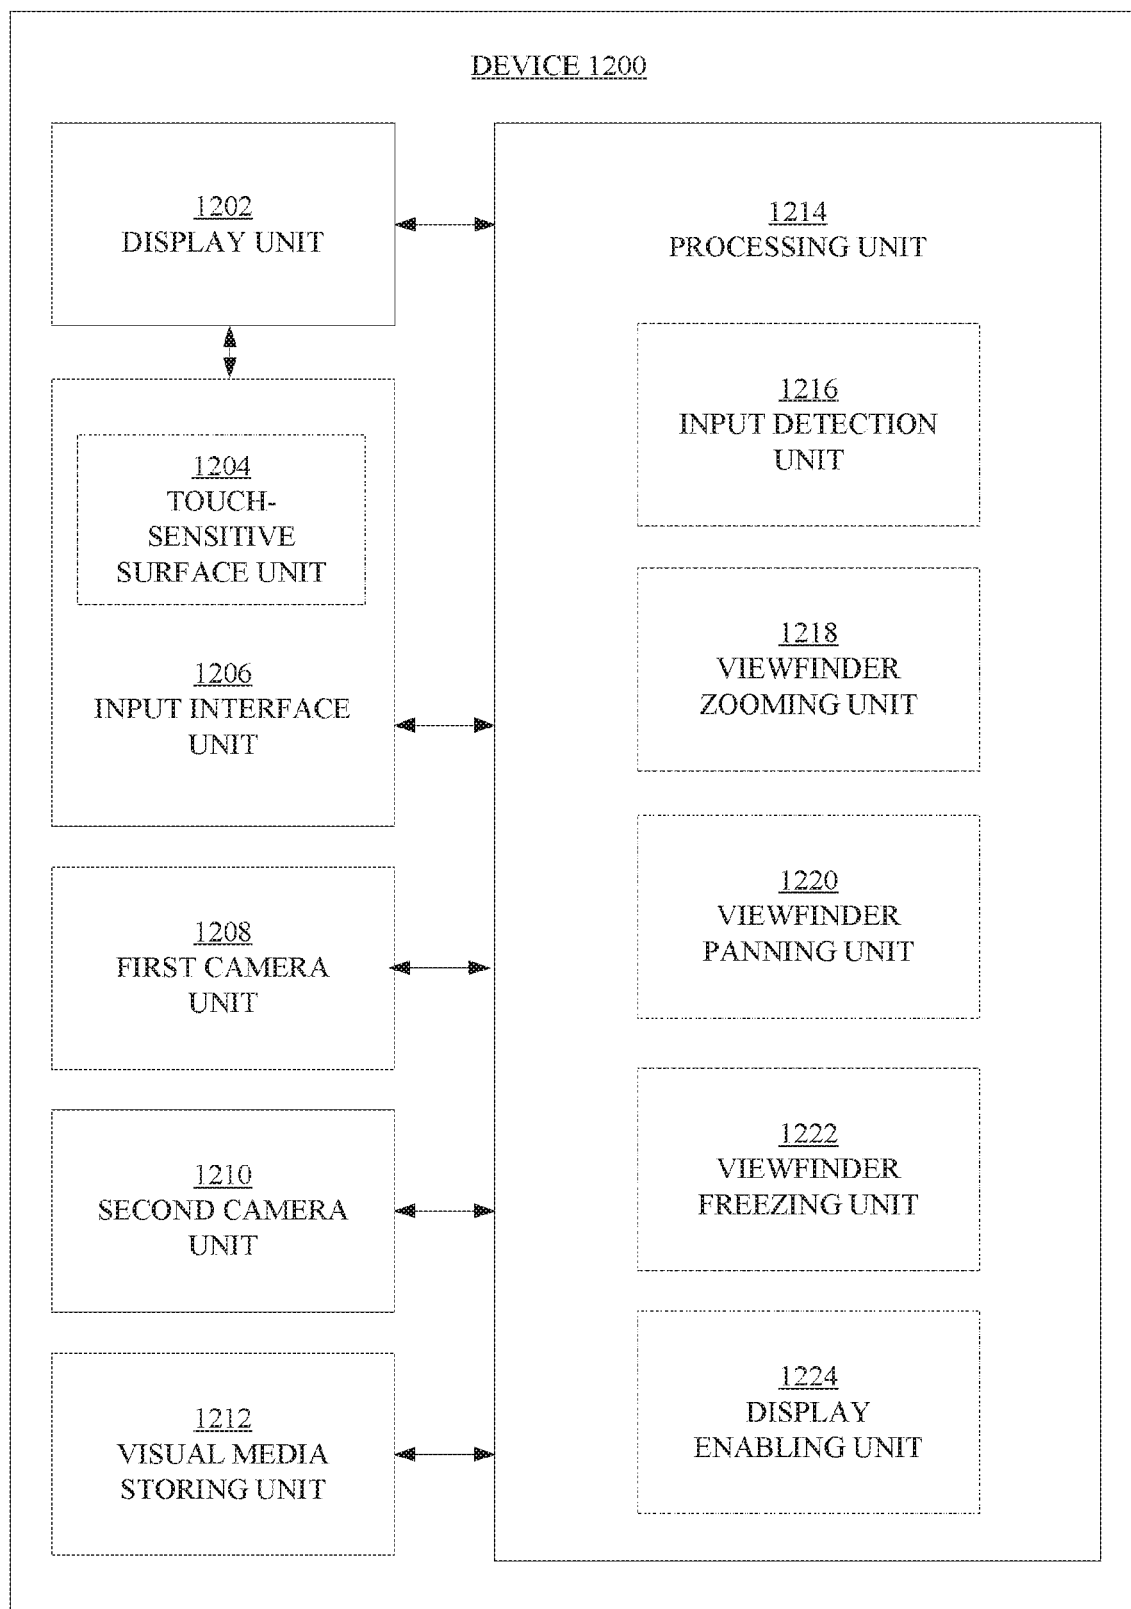 DEVICE 1200
1202
DISPLAY UNIT
1204
TOUCH-
SENSITIVE
SURFACE UNIT
1206
INPUT INTERFACE
UNIT
1208
FIRST CAMERA
UNIT
1210
SECOND CAMERA
UNIT
1212
VISUAL MEDIA
STORING UNIT
1214
PROCESSING UNIT
1216
INPUT DETECTION
UNIT
1218
VIEWFINDER
ZOOMING UNIT
1220
VIEWFINDER
PANNING UNIT
1222
VIEWFINDER
FREEZING UNIT
1224
DISPLAY
ENABLING UNIT